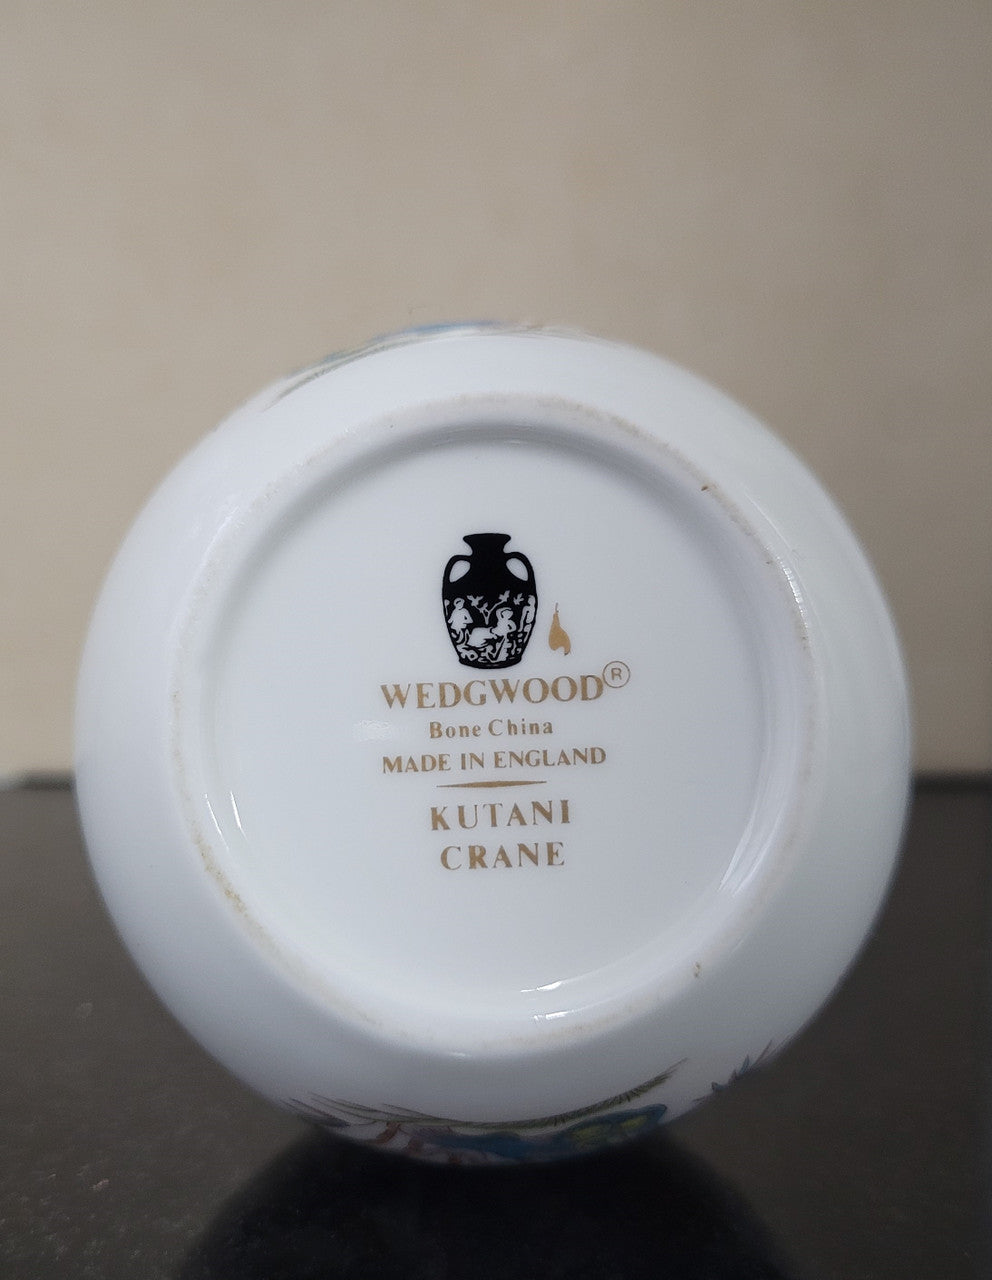 WEDGWOOD®
Bone China
MADE IN ENGLAND
KUTANI
CRANE